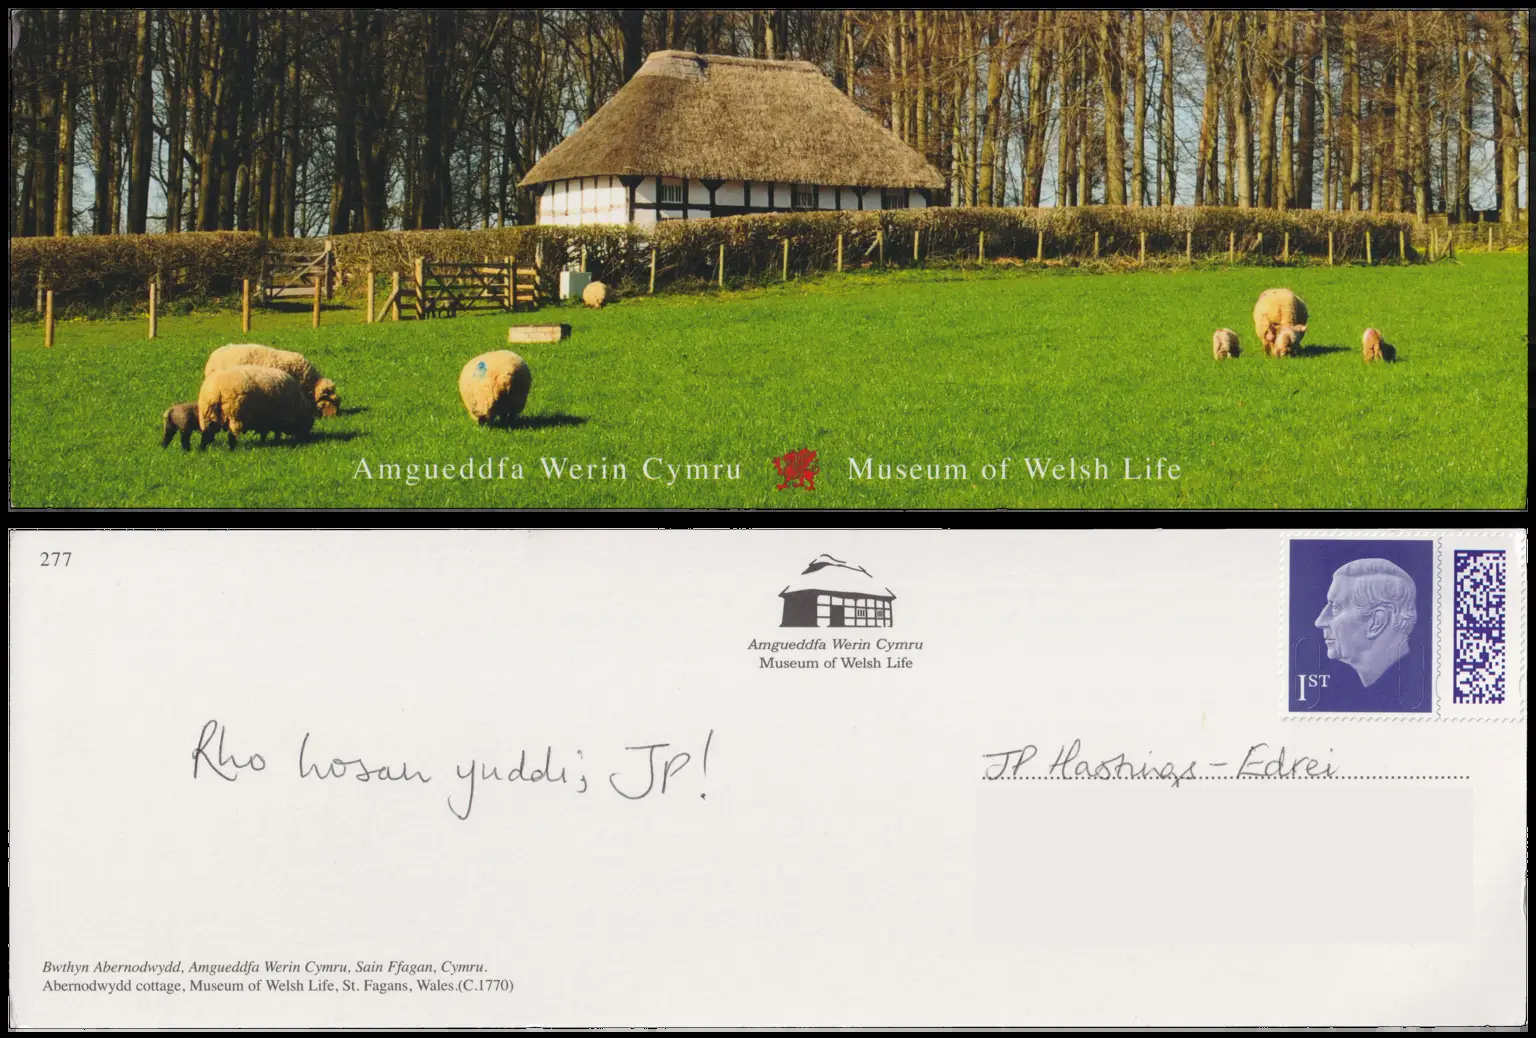 Amgueddfa Werin Cymru Museum of Welsh Life
277
Amgueddfa Werin Cymru
Museum of Welsh Life
1ST
Rho hosan yuddi, JP!
JP Hastings-Edrei
Bwthyn Abernodwydd, Amgueddfa Werin Cymru, Sain Ffagan, Cymru.
Abernodwydd cottage, Museum of Welsh Life, St. Fagans, Wales.(C.1770)